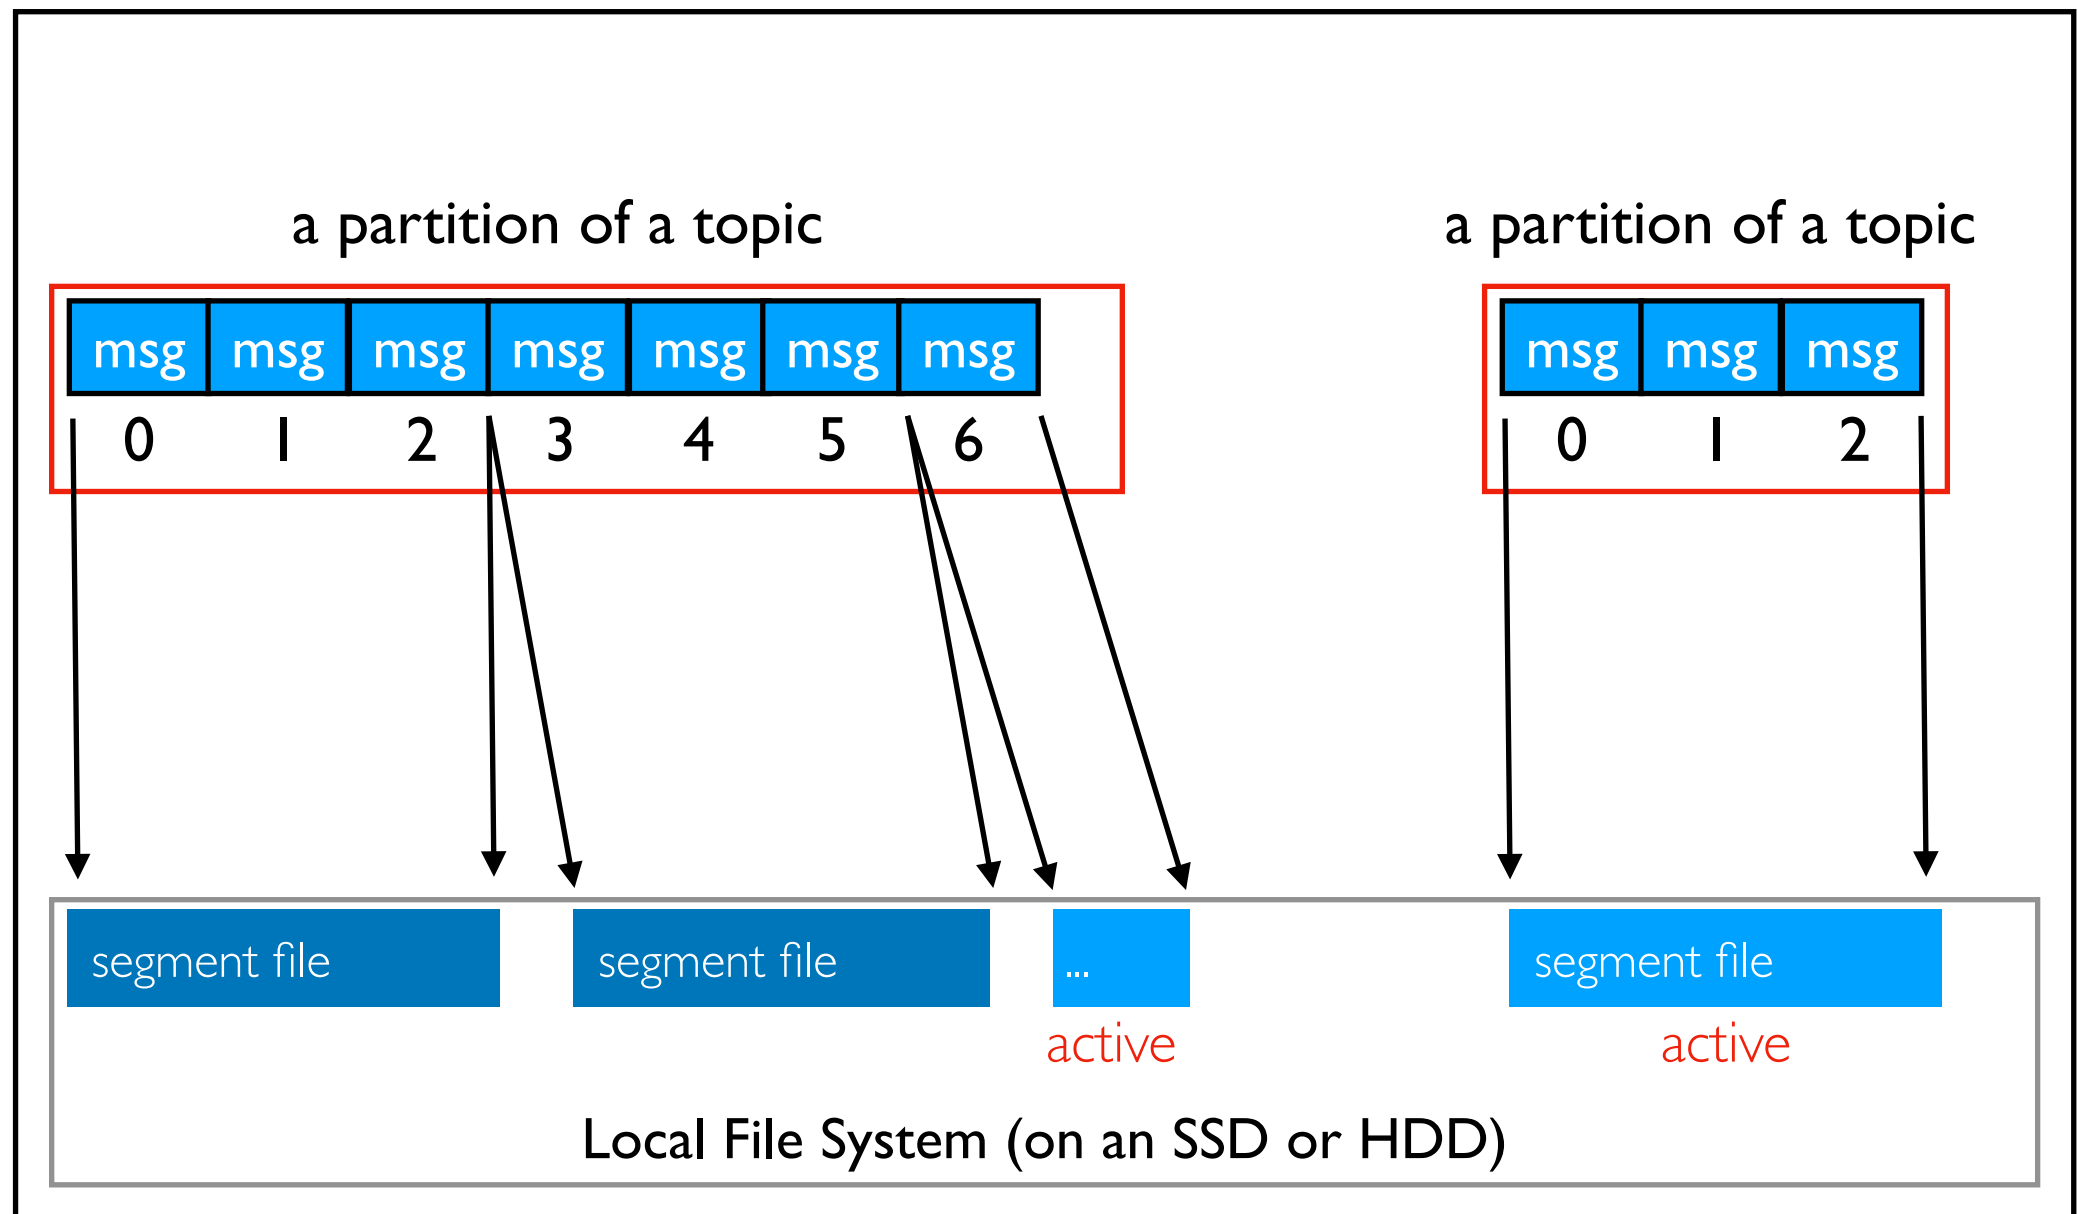 a partition of a topic
a partition of a topic
msg msg msg msg msg msg msg
0 1 2 3 4 5 6
msg msg msg
0 1 2
segment file
segment file
...
segment file
active
active
Local File System (on an SSD or HDD)